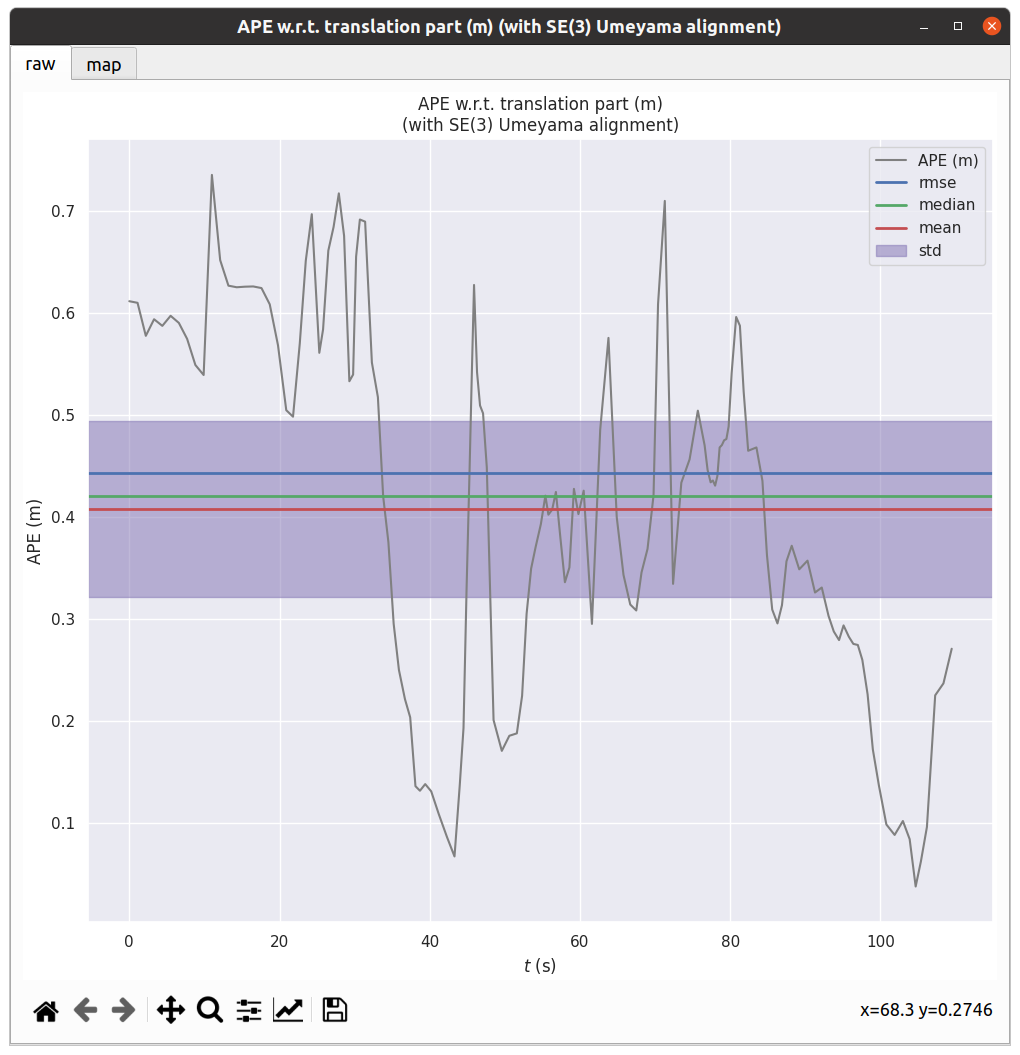 APE w.r.t. translation part (m) (with SE(3) Umeyama alignment)
raw
map
APE w.r.t. translation part (m)
(with SE(3) Umeyama alignment)
APE (m)
rmse
median
mean
std
0.7
0.6
0.5
0.4
0.3
0.2
0.1
APE (m)
0
20
40
60
80
100
t (s)
x=68.3 y=0.2746